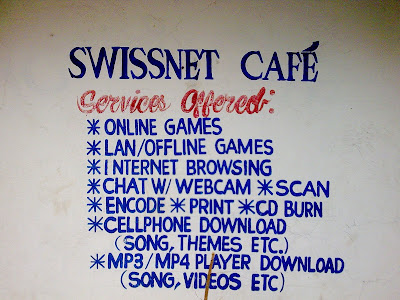 SWISSNET CAFÉ
Services Offered:
* ONLINE GAMES
* LAN/OFFLINE GAMES
* INTERNET BROWSING
* CHAT W/ WEBCAM * SCAN
* ENCODE * PRINT * CD BURN
* CELLPHONE DOWNLOAD
(SONG, THEMES ETC.)
* MP3/MP4 PLAYER DOWNLOAD
(SONG, VIDEOS ETC)